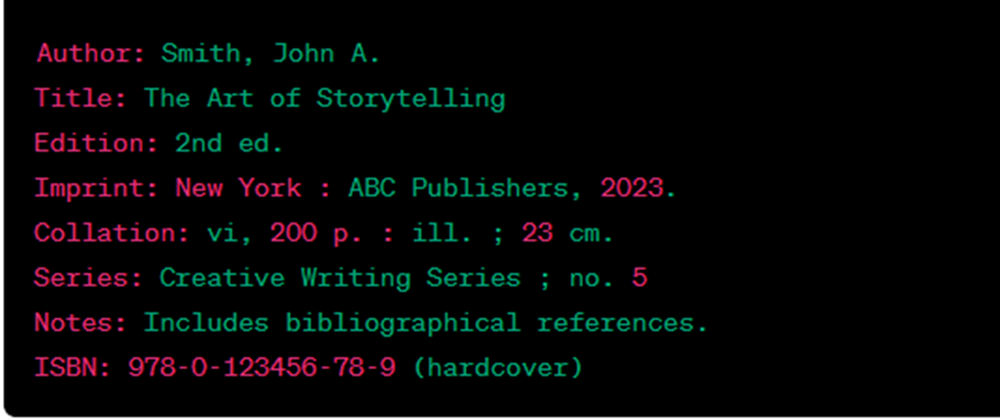 Author: Smith, John A.
Title: The Art of Storytelling
Edition: 2nd ed.
Imprint: New York : ABC Publishers, 2023.
Collation: vi, 200 p. : ill. ; 23 cm.
Series: Creative Writing Series ; no. 5
Notes: Includes bibliographical references.
ISBN: 978-0-123456-78-9 (hardcover)